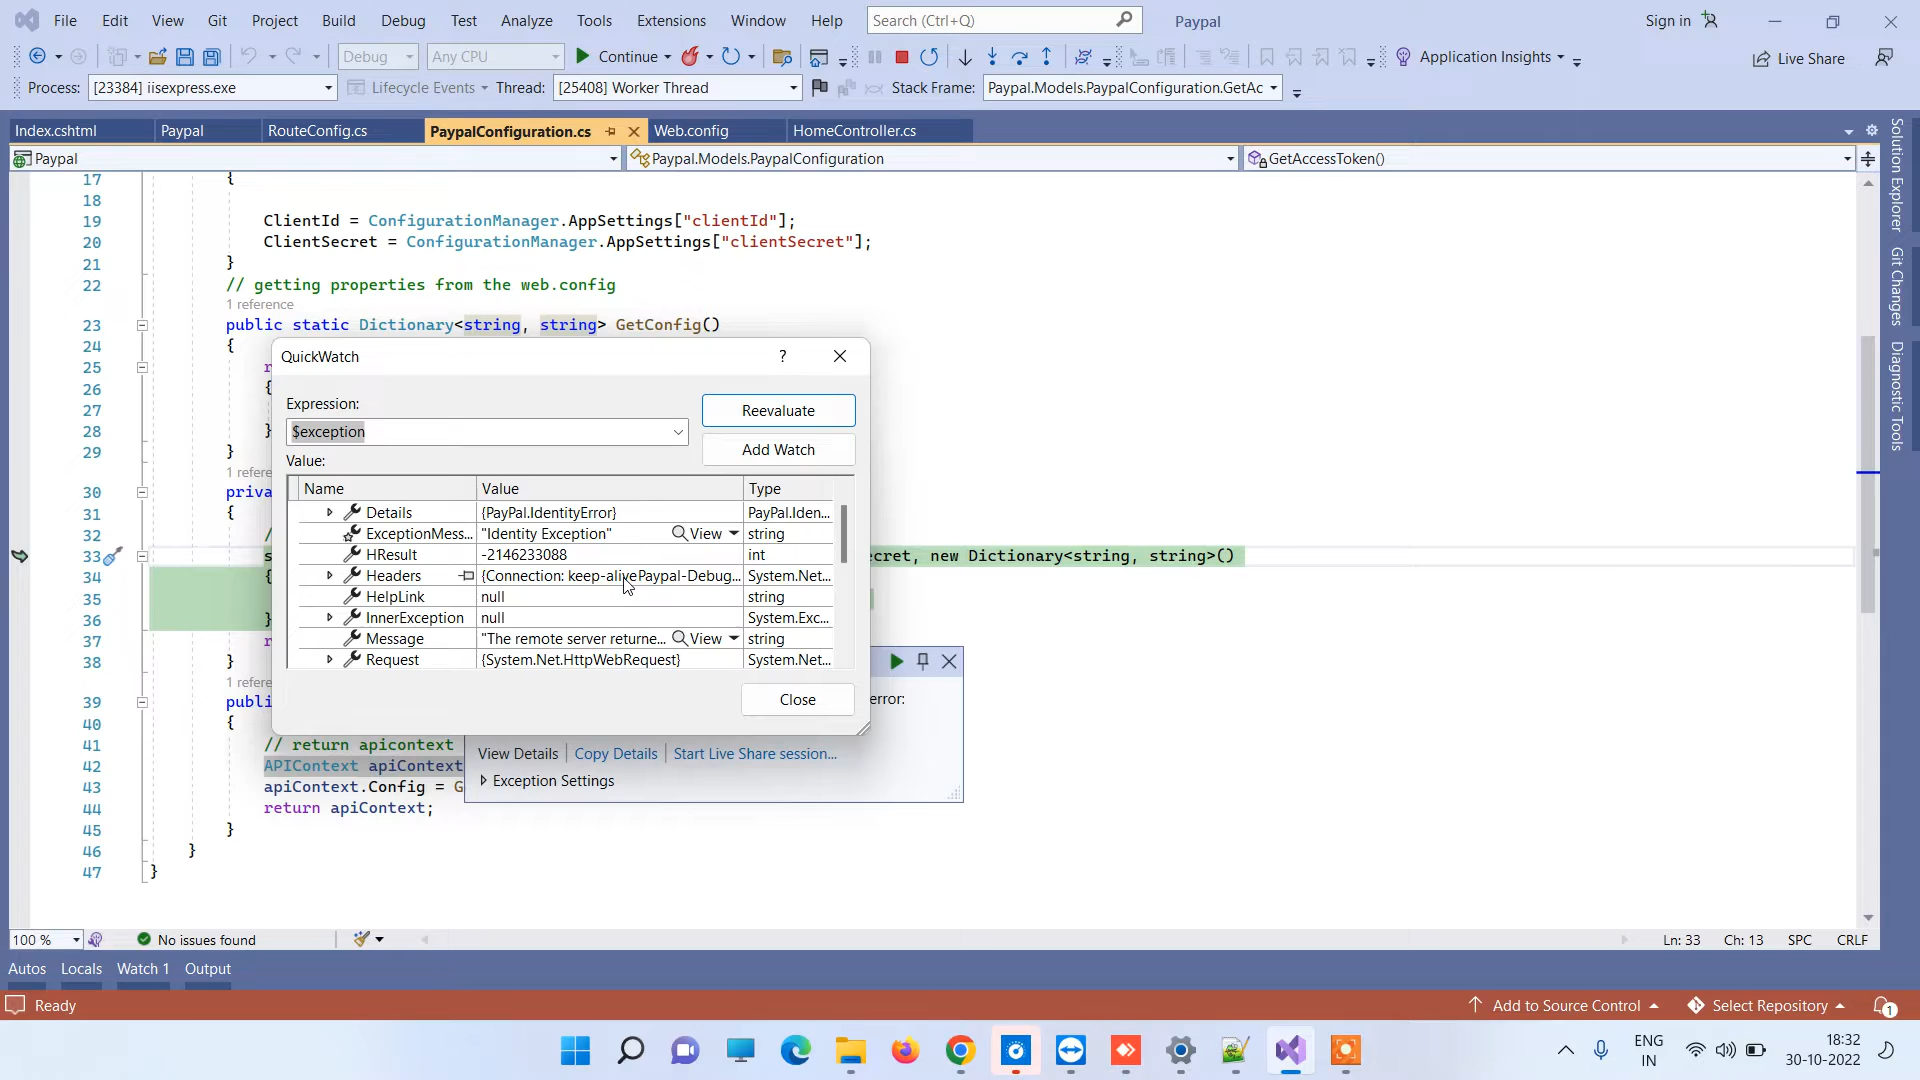 File Edit View Git Project Build Debug Test Analyze Tools Extensions Window Help Search (Ctrl+Q) Paypal Sign in
Debug Any CPU Continue Application Insights Live Share
Process: [23384] iisexpress.exe Lifecycle Events Thread: [25408] Worker Thread Stack Frame: Paypal.Models.PaypalConfiguration.GetAc
Index.cshtml Paypal RouteConfig.cs PaypalConfiguration.cs Web.config HomeController.cs
Paypal Paypal.Models.PaypalConfiguration GetAccessToken()
17 {
18
19 ClientId = ConfigurationManager.AppSettings["clientId"];
20 ClientSecret = ConfigurationManager.AppSettings["clientSecret"];
21 }
22 // getting properties from the web.config
1 reference
23 public static Dictionary<string, string> GetConfig()
24 {
25 r
26 {
27
28 }
29 }
1 refere
30 priva
31 {
32 /
33 s ecret, new Dictionary<string, string>()
34 {
35
36 }
37 r
38 }
1 refere
39 publi
40 {
41 // return apicontext
42 APIContext apiContext
43 apiContext.Config = G
44 return apiContext;
45 }
46 }
47 }
QuickWatch ?
Expression:
$exception
Reevaluate
Add Watch
Value:
Name Value Type
Details {PayPal.IdentityError} PayPal.Iden...
ExceptionMess... "Identity Exception" View string
HResult -2146233088 int
Headers {Connection: keep-alivePaypal-Debug... System.Net...
HelpLink null string
InnerException null System.Exc...
Message "The remote server returne... View string
Request {System.Net.HttpWebRequest} System.Net...
Close
error:
View Details Copy Details Start Live Share session...
Exception Settings
Solution Explorer
Git Changes
Diagnostic Tools
100 % No issues found Ln: 33 Ch: 13 SPC CRLF
Autos Locals Watch 1 Output
Ready Add to Source Control Select Repository 1
ENG
IN
18:32
30-10-2022